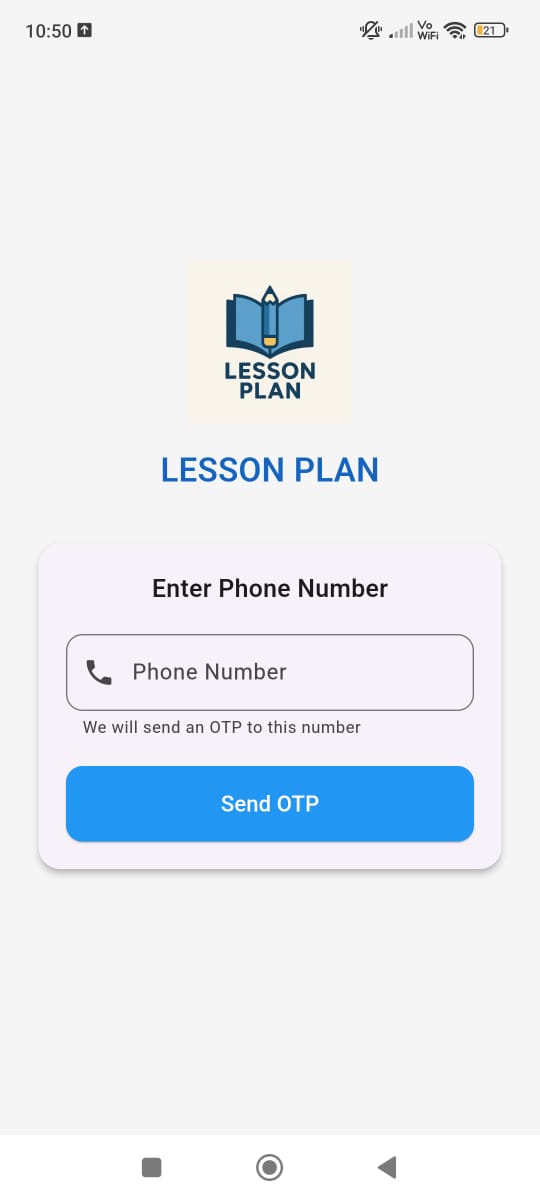 10:50
Vo
WiFi
21
LESSON
PLAN
LESSON PLAN
Enter Phone Number
Phone Number
We will send an OTP to this number
Send OTP